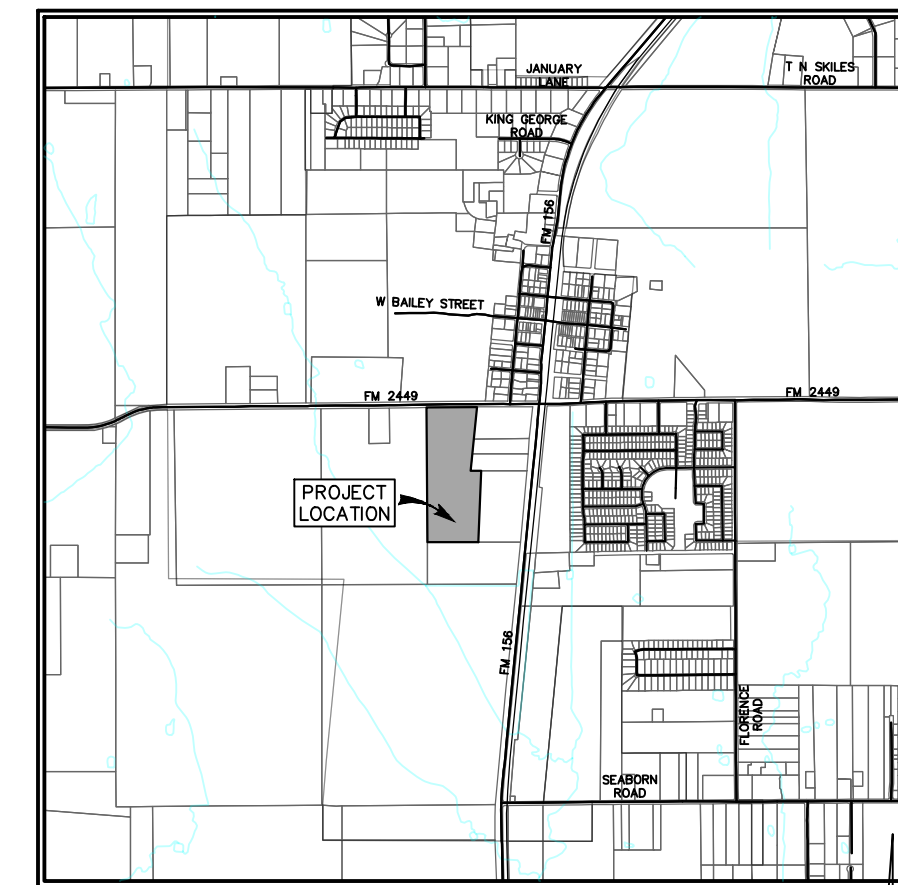 JANUARY
LANE
T N SKILES
ROAD
KING GEORGE
ROAD
FM 156
W BAILEY STREET
FM 2449
FM 2449
PROJECT
LOCATION
FM 156
FLORENCE
ROAD
SEABORN
ROAD